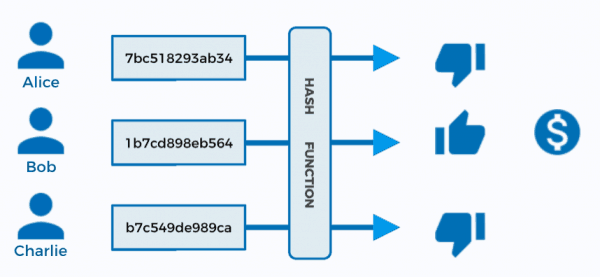 7bc518293ab34
Alice
HASH FUNCTION
1b7cd898eb564
Bob
$
b7c549de989ca
Charlie